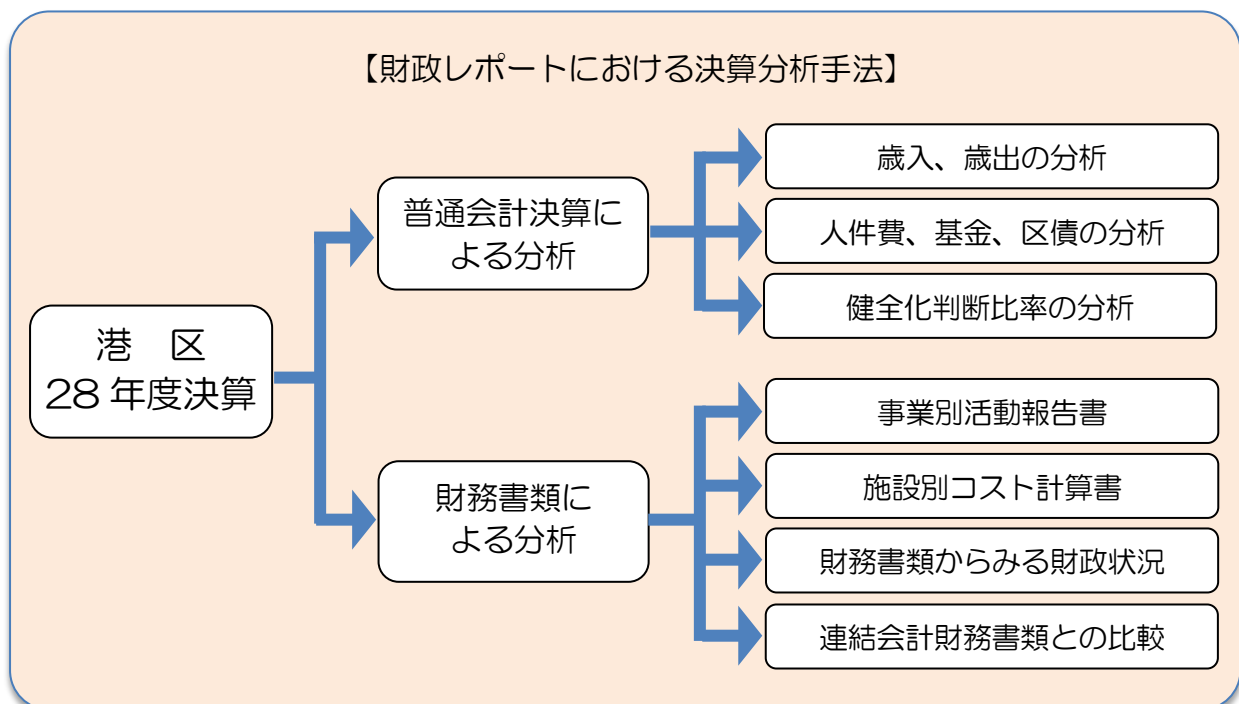 【財政レポートにおける決算分析手法】
港　区
28 年度決算
普通会計決算に
よる分析
歳入、歳出の分析
人件費、基金、区債の分析
健全化判断比率の分析
財務書類に
よる分析
事業別活動報告書
施設別コスト計算書
財務書類からみる財政状況
連結会計財務書類との比較